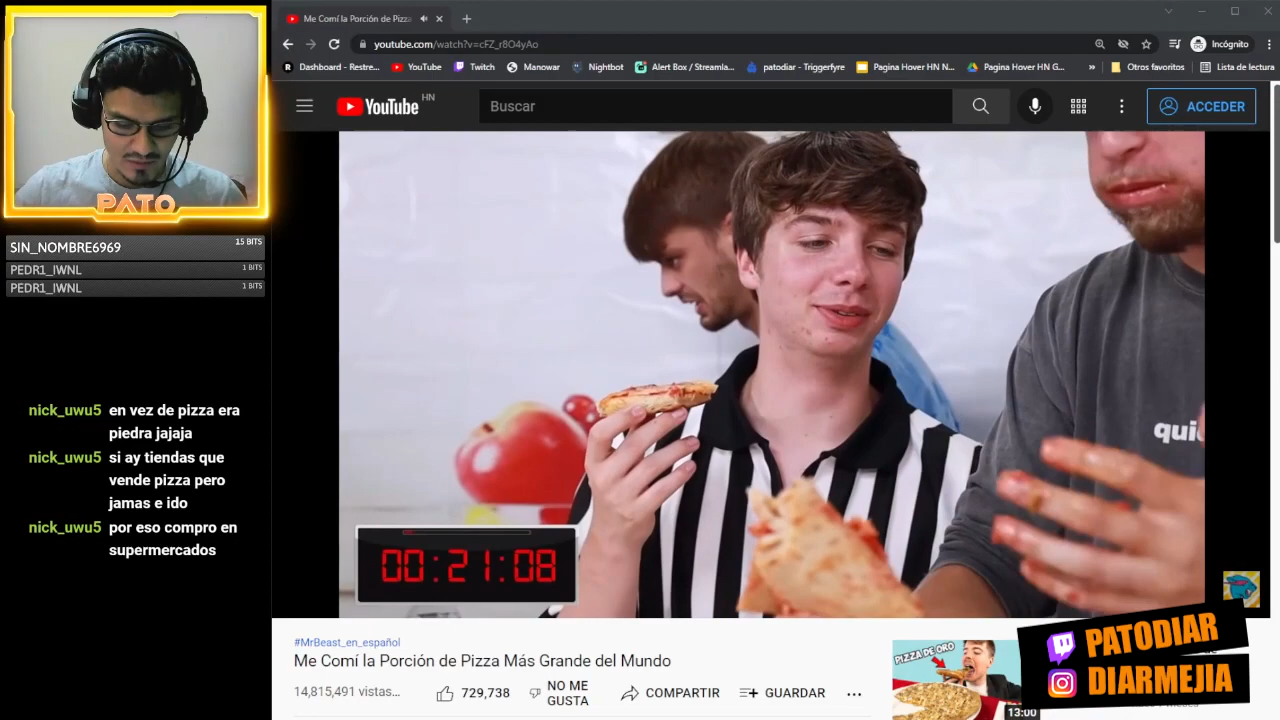 Me Comí la Porción de Pizza
youtube.com/watch?v=cFZ_r8O4yAo
Incógnito
Dashboard - Restre...
YouTube
Twitch
Manowar
Nightbot
Alert Box / Streamla...
patodiar - Triggerfyre
Pagina Hover HN N...
Pagina Hover HN G...
»
Otros favoritos
Lista de lectura
YouTube HN
Buscar
ACCEDER
PATO
SIN_NOMBRE6969 15 BITS
PEDR1_IWNL 1 BITS
PEDR1_IWNL 1 BITS
nick_uwu5 en vez de pizza era
piedra jajaja
nick_uwu5 si ay tiendas que
vende pizza pero
jamas e ido
nick_uwu5 por eso compro en
supermercados
qui
00:21:08
#MrBeast_en_español
Me Comí la Porción de Pizza Más Grande del Mundo
14,815,491 vistas...
729,738
NO ME
GUSTA
COMPARTIR
GUARDAR
PIZZA DE ORO
13:00
PATODIAR
DIARMEJIA